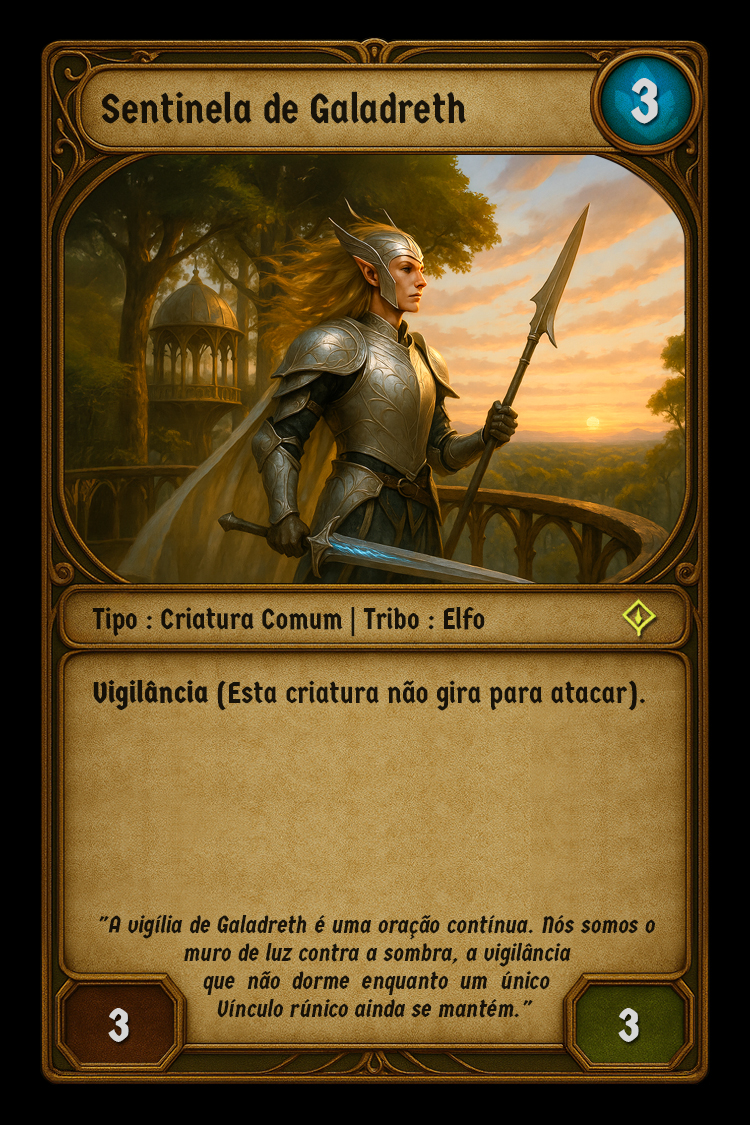 Sentinela de Galadreth
3
Tipo : Criatura Comum | Tribo : Elfo
Vigilância (Esta criatura não gira para atacar).
"A vigília de Galadreth é uma oração contínua. Nós somos o
muro de luz contra a sombra, a vigilância
que não dorme enquanto um único
Vínculo rúnico ainda se mantém."
3
3